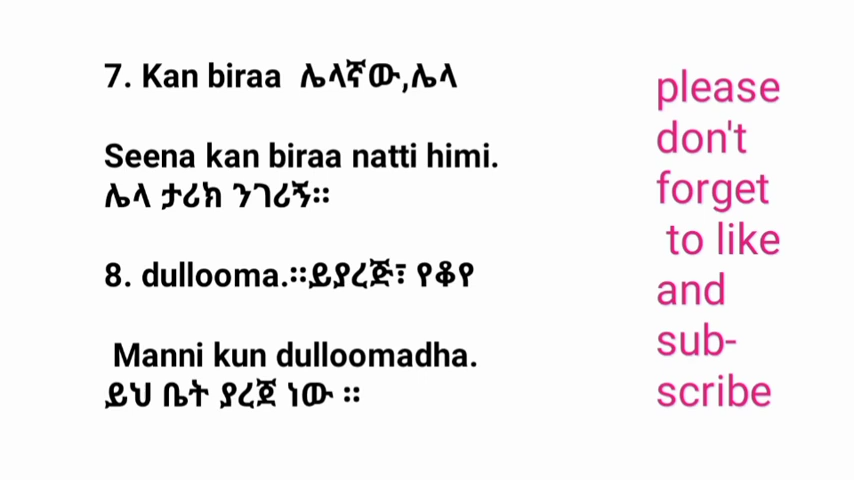 7. Kan biraa ሌላኛው,ሌላ
Seena kan biraa natti himi.
ሌላ ታሪክ ንገሪኝ።
8. dullooma.።ይያረጅ፣ የቆየ
Manni kun dulloomadha.
ይህ ቤት ያረጀ ነው ።
please
don't
forget
to like
and
sub-
scribe